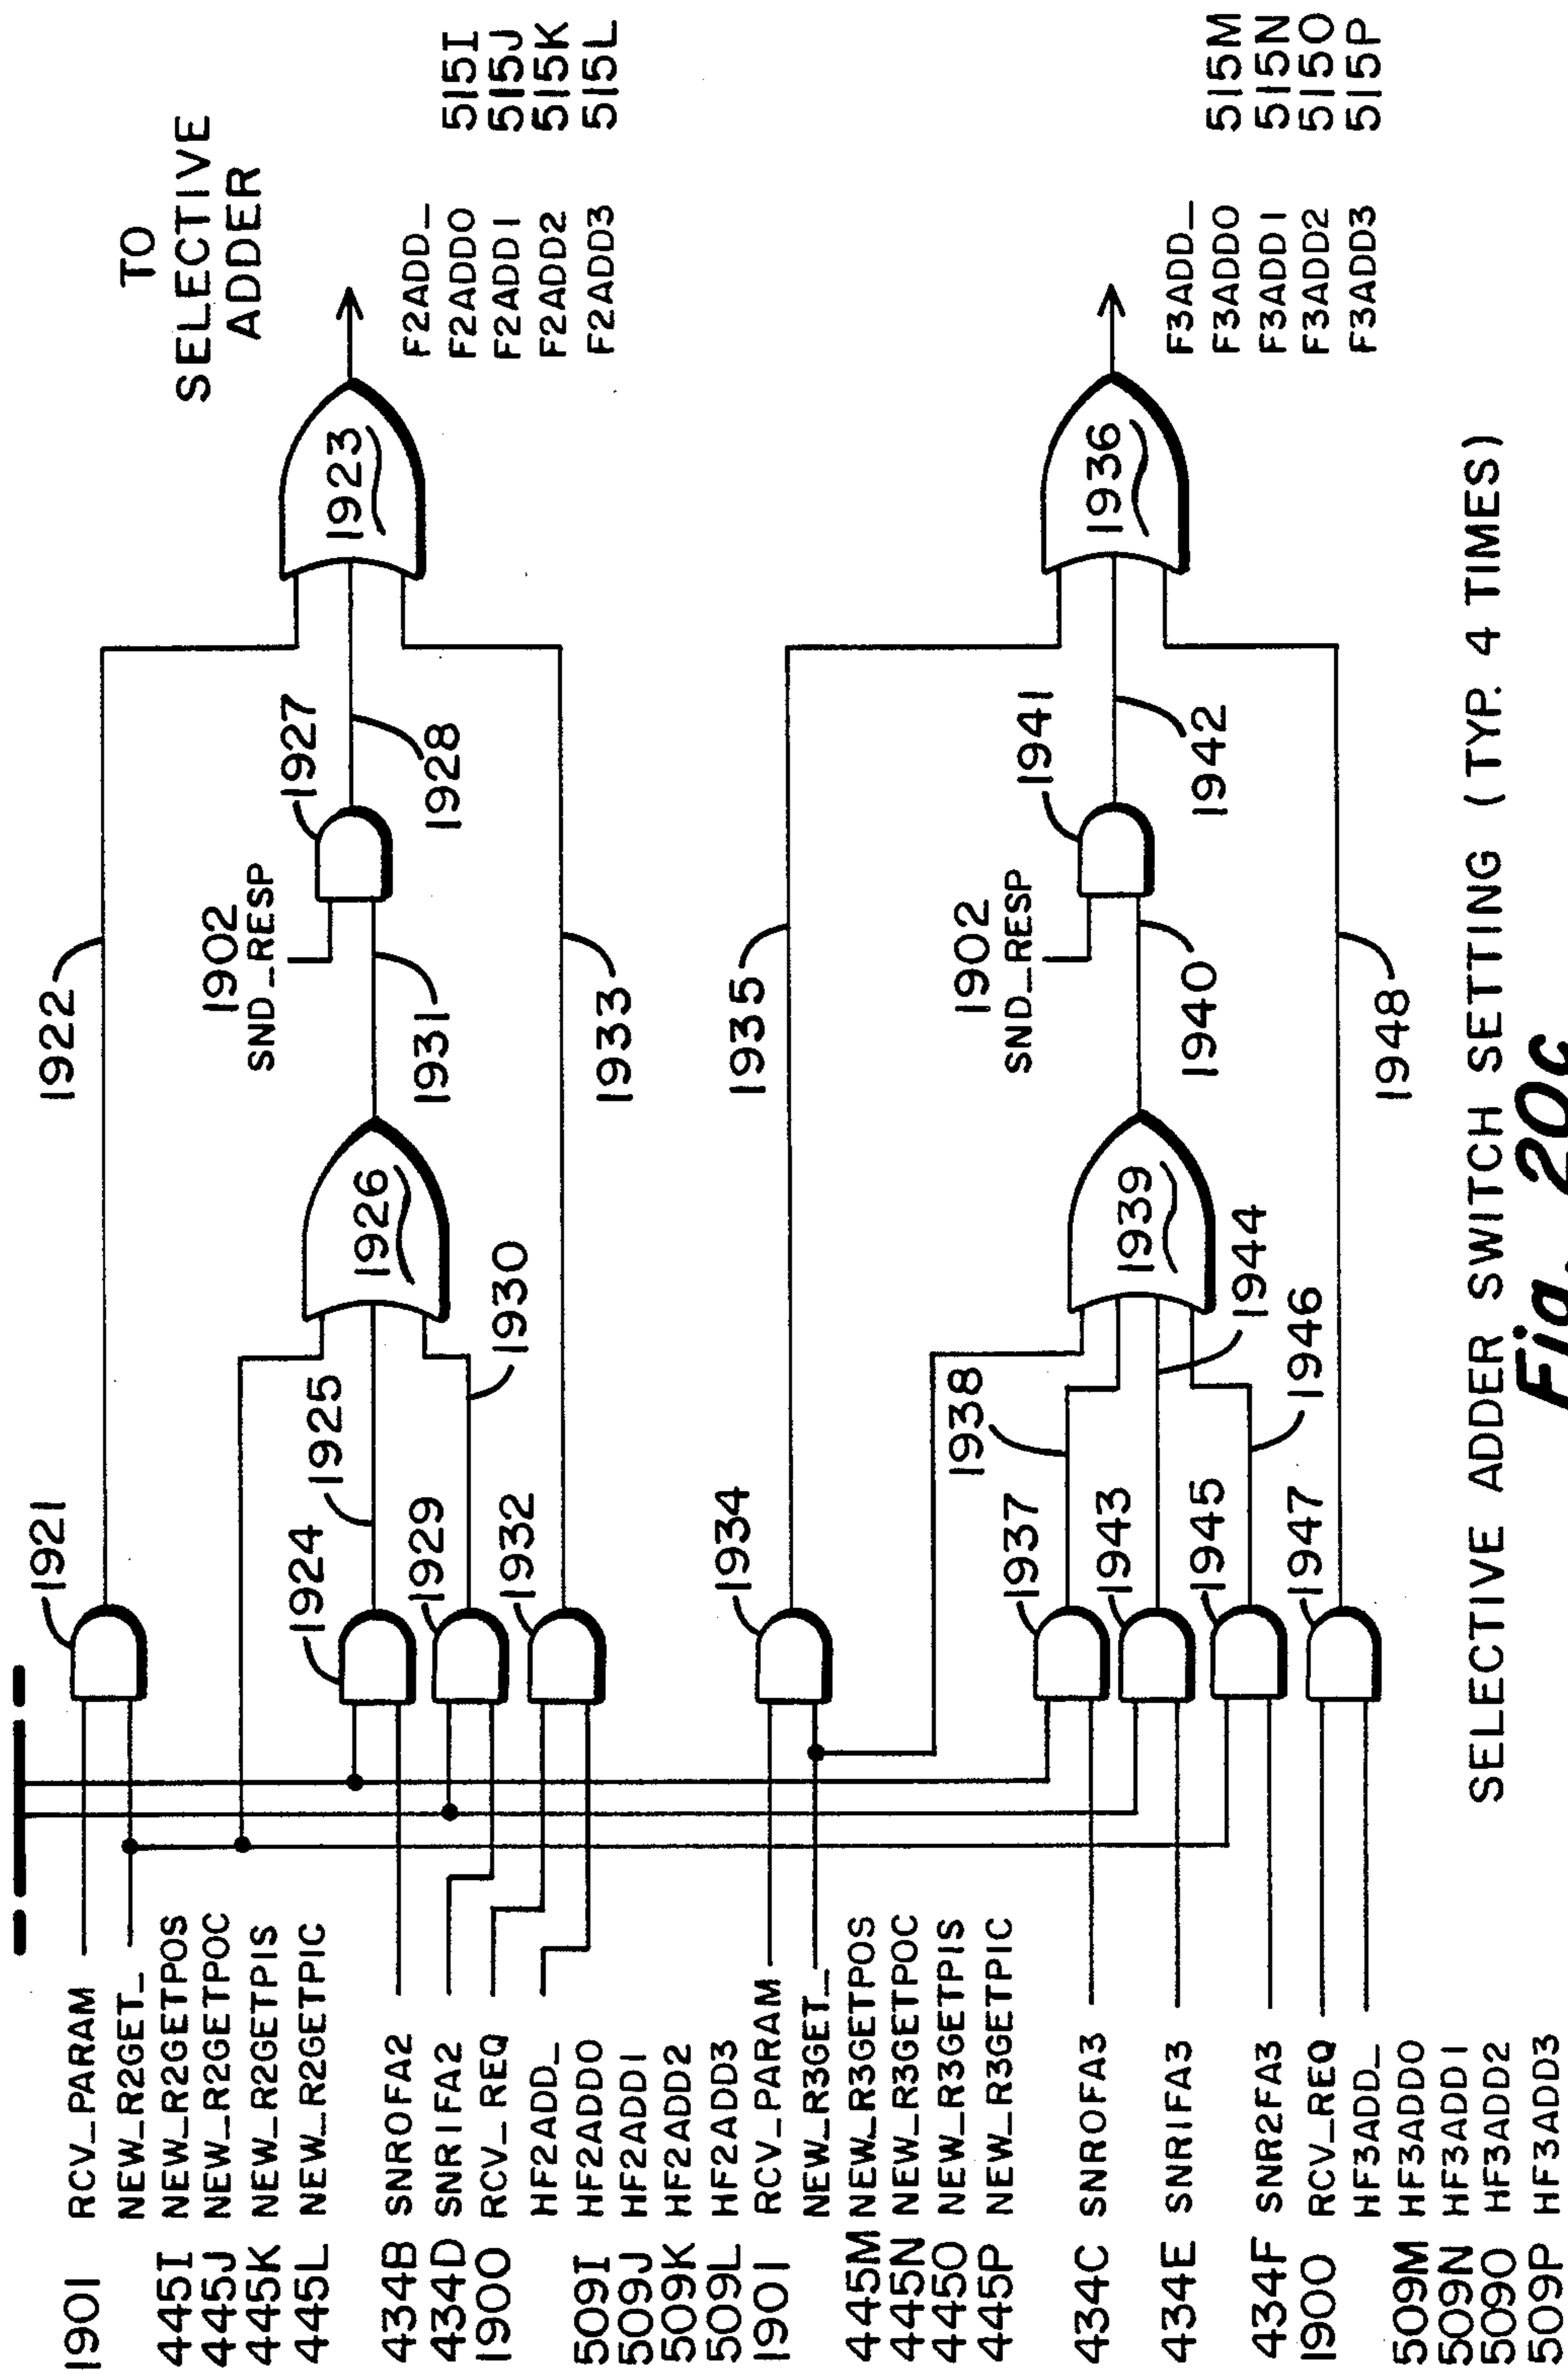 1901 RCV_PARAM
NEW_R2GET_
445I NEW_R2GETPOS
445J NEW_R2GETPOC
445K NEW_R2GETPIS
445L NEW_R2GETPIC
434B SNR0FA2
434D SNR1FA2
1900 RCV_REQ
HF2ADD_
509I HF2ADD0
509J HF2ADD1
509K HF2ADD2
509L HF2ADD3
1901 RCV_PARAM
NEW_R3GET_
445M NEW_R3GETPOS
445N NEW_R3GETPOC
445O NEW_R3GETPIS
445P NEW_R3GETPIC
434C SNR0FA3
434E SNR1FA3
434F SNR2FA3
1900 RCV_REQ
HF3ADD_
509M HF3ADD0
509N HF3ADD1
509O HF3ADD2
509P HF3ADD3
1921
1922
1924
1925
1926
1929
1930
1932
1933
1931
1902
SND_RESP
1927
1928
1923
TO
SELECTIVE
ADDER
F2ADD_
F2ADD0 515I
F2ADD1 515J
F2ADD2 515K
F2ADD3 515L
1934
1935
1937
1938
1943
1944
1945
1946
1947
1948
1939
1940
1902
SND_RESP
1941
1942
1936
F3ADD_
F3ADD0 515M
F3ADD1 515N
F3ADD2 515O
F3ADD3 515P
SELECTIVE ADDER SWITCH SETTING (TYP. 4 TIMES)
Fig. 20c